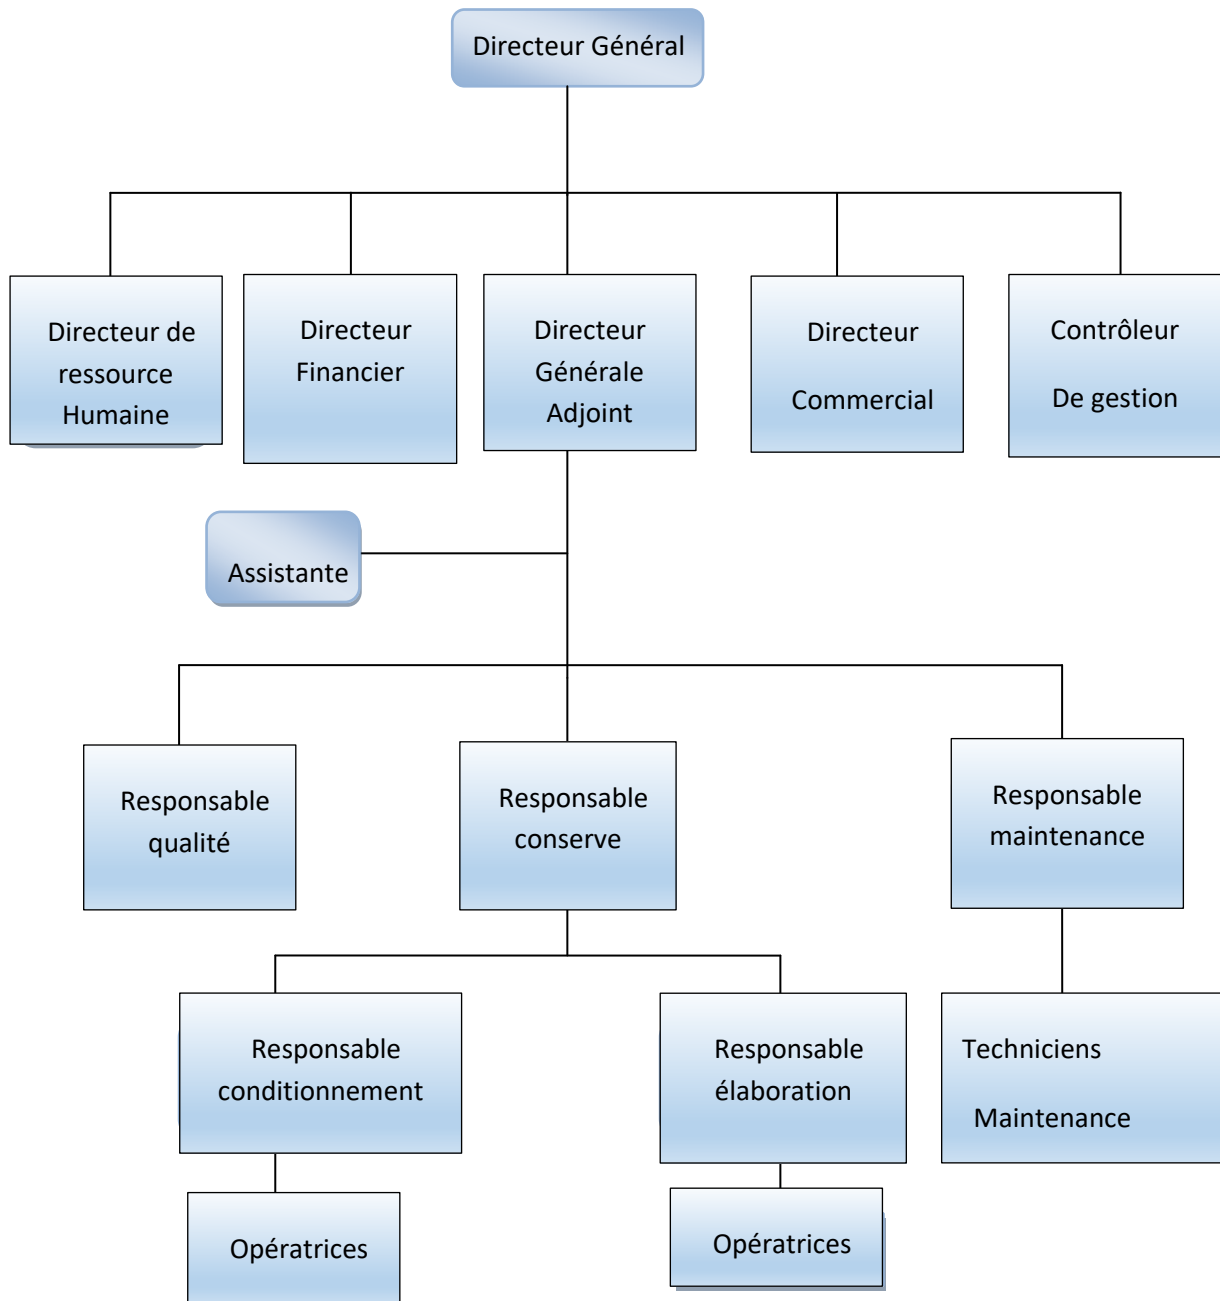 Directeur Général
Directeur de
ressource
Humaine
Directeur
Financier
Directeur
Générale
Adjoint
Directeur
Commercial
Contrôleur
De gestion
Assistante
Responsable
qualité
Responsable
conserve
Responsable
maintenance
Responsable
conditionnement
Responsable
élaboration
Techniciens
Maintenance
Opératrices
Opératrices